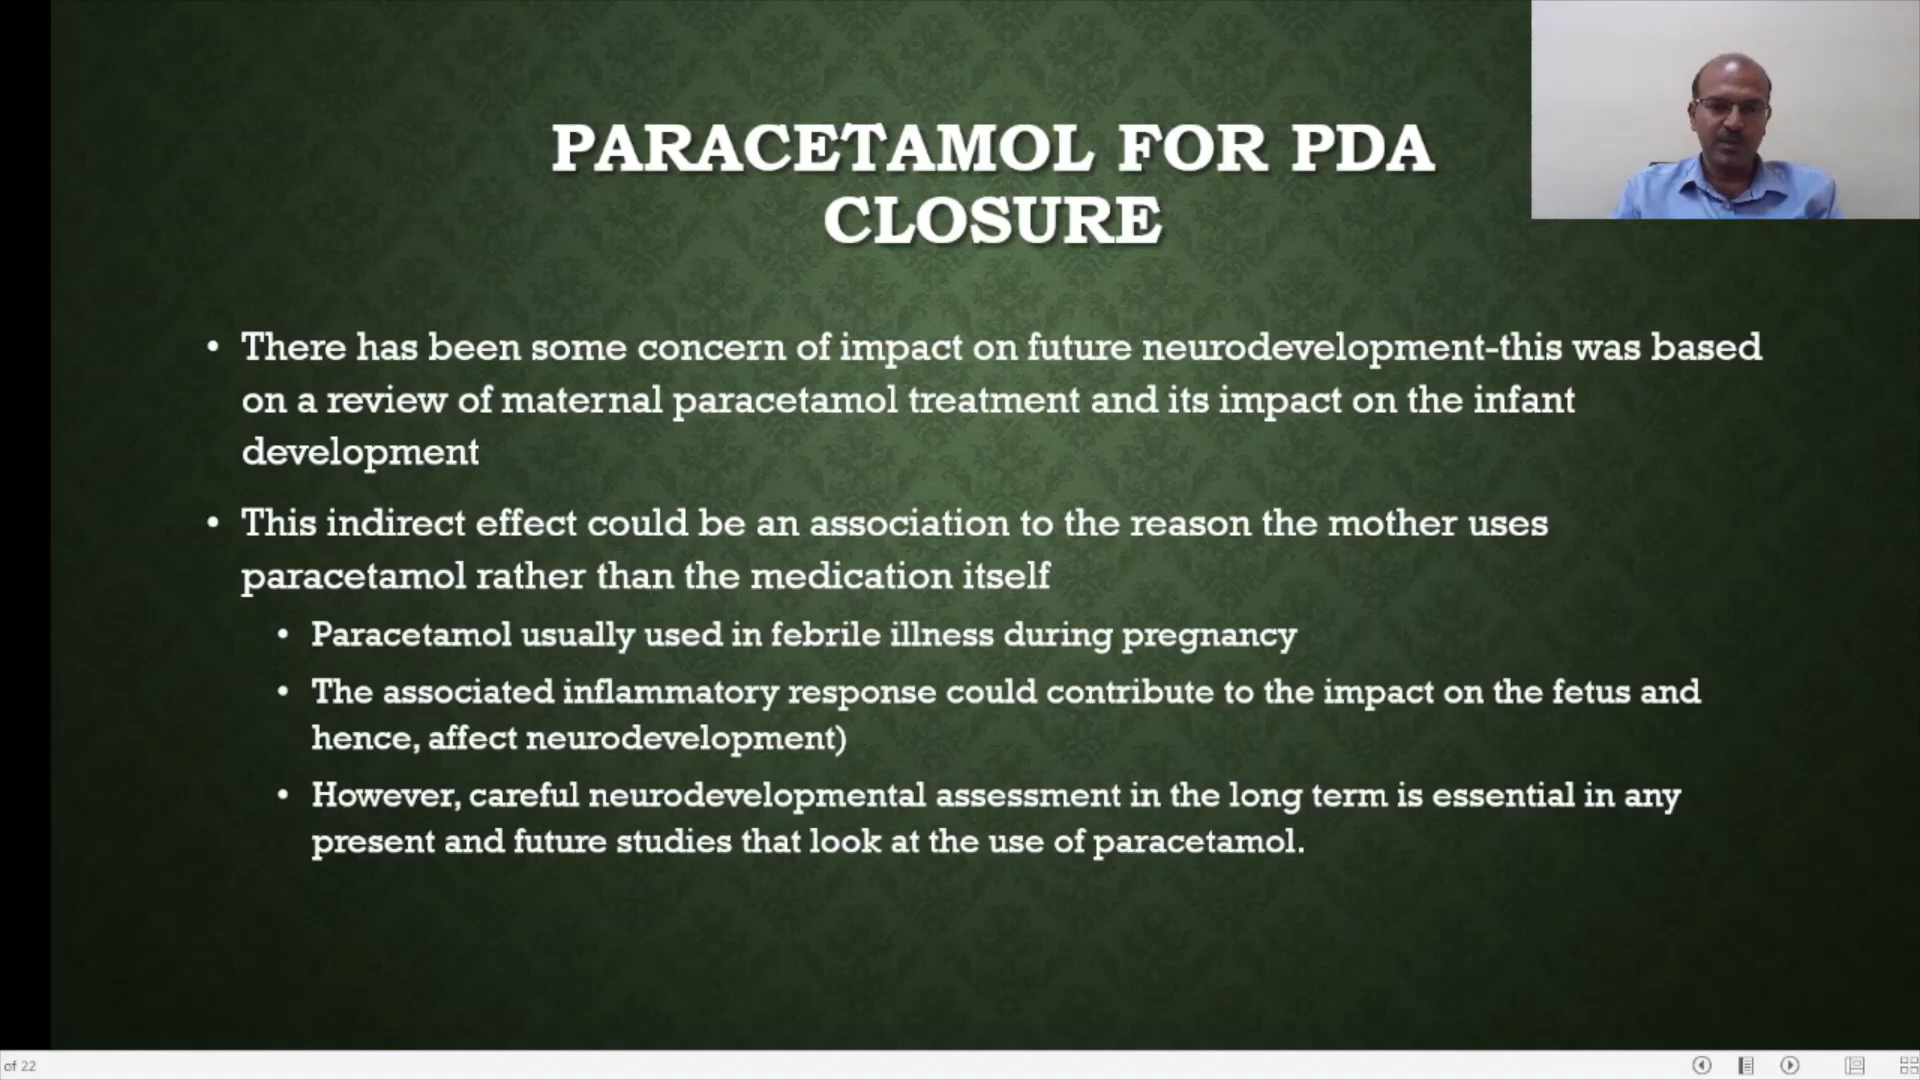 PARACETAMOL FOR PDA
CLOSURE
• There has been some concern of impact on future neurodevelopment-this was based
on a review of maternal paracetamol treatment and its impact on the infant
development
• This indirect effect could be an association to the reason the mother uses
paracetamol rather than the medication itself
• Paracetamol usually used in febrile illness during pregnancy
• The associated inflammatory response could contribute to the impact on the fetus and
hence, affect neurodevelopment)
• However, careful neurodevelopmental assessment in the long term is essential in any
present and future studies that look at the use of paracetamol.
of 22